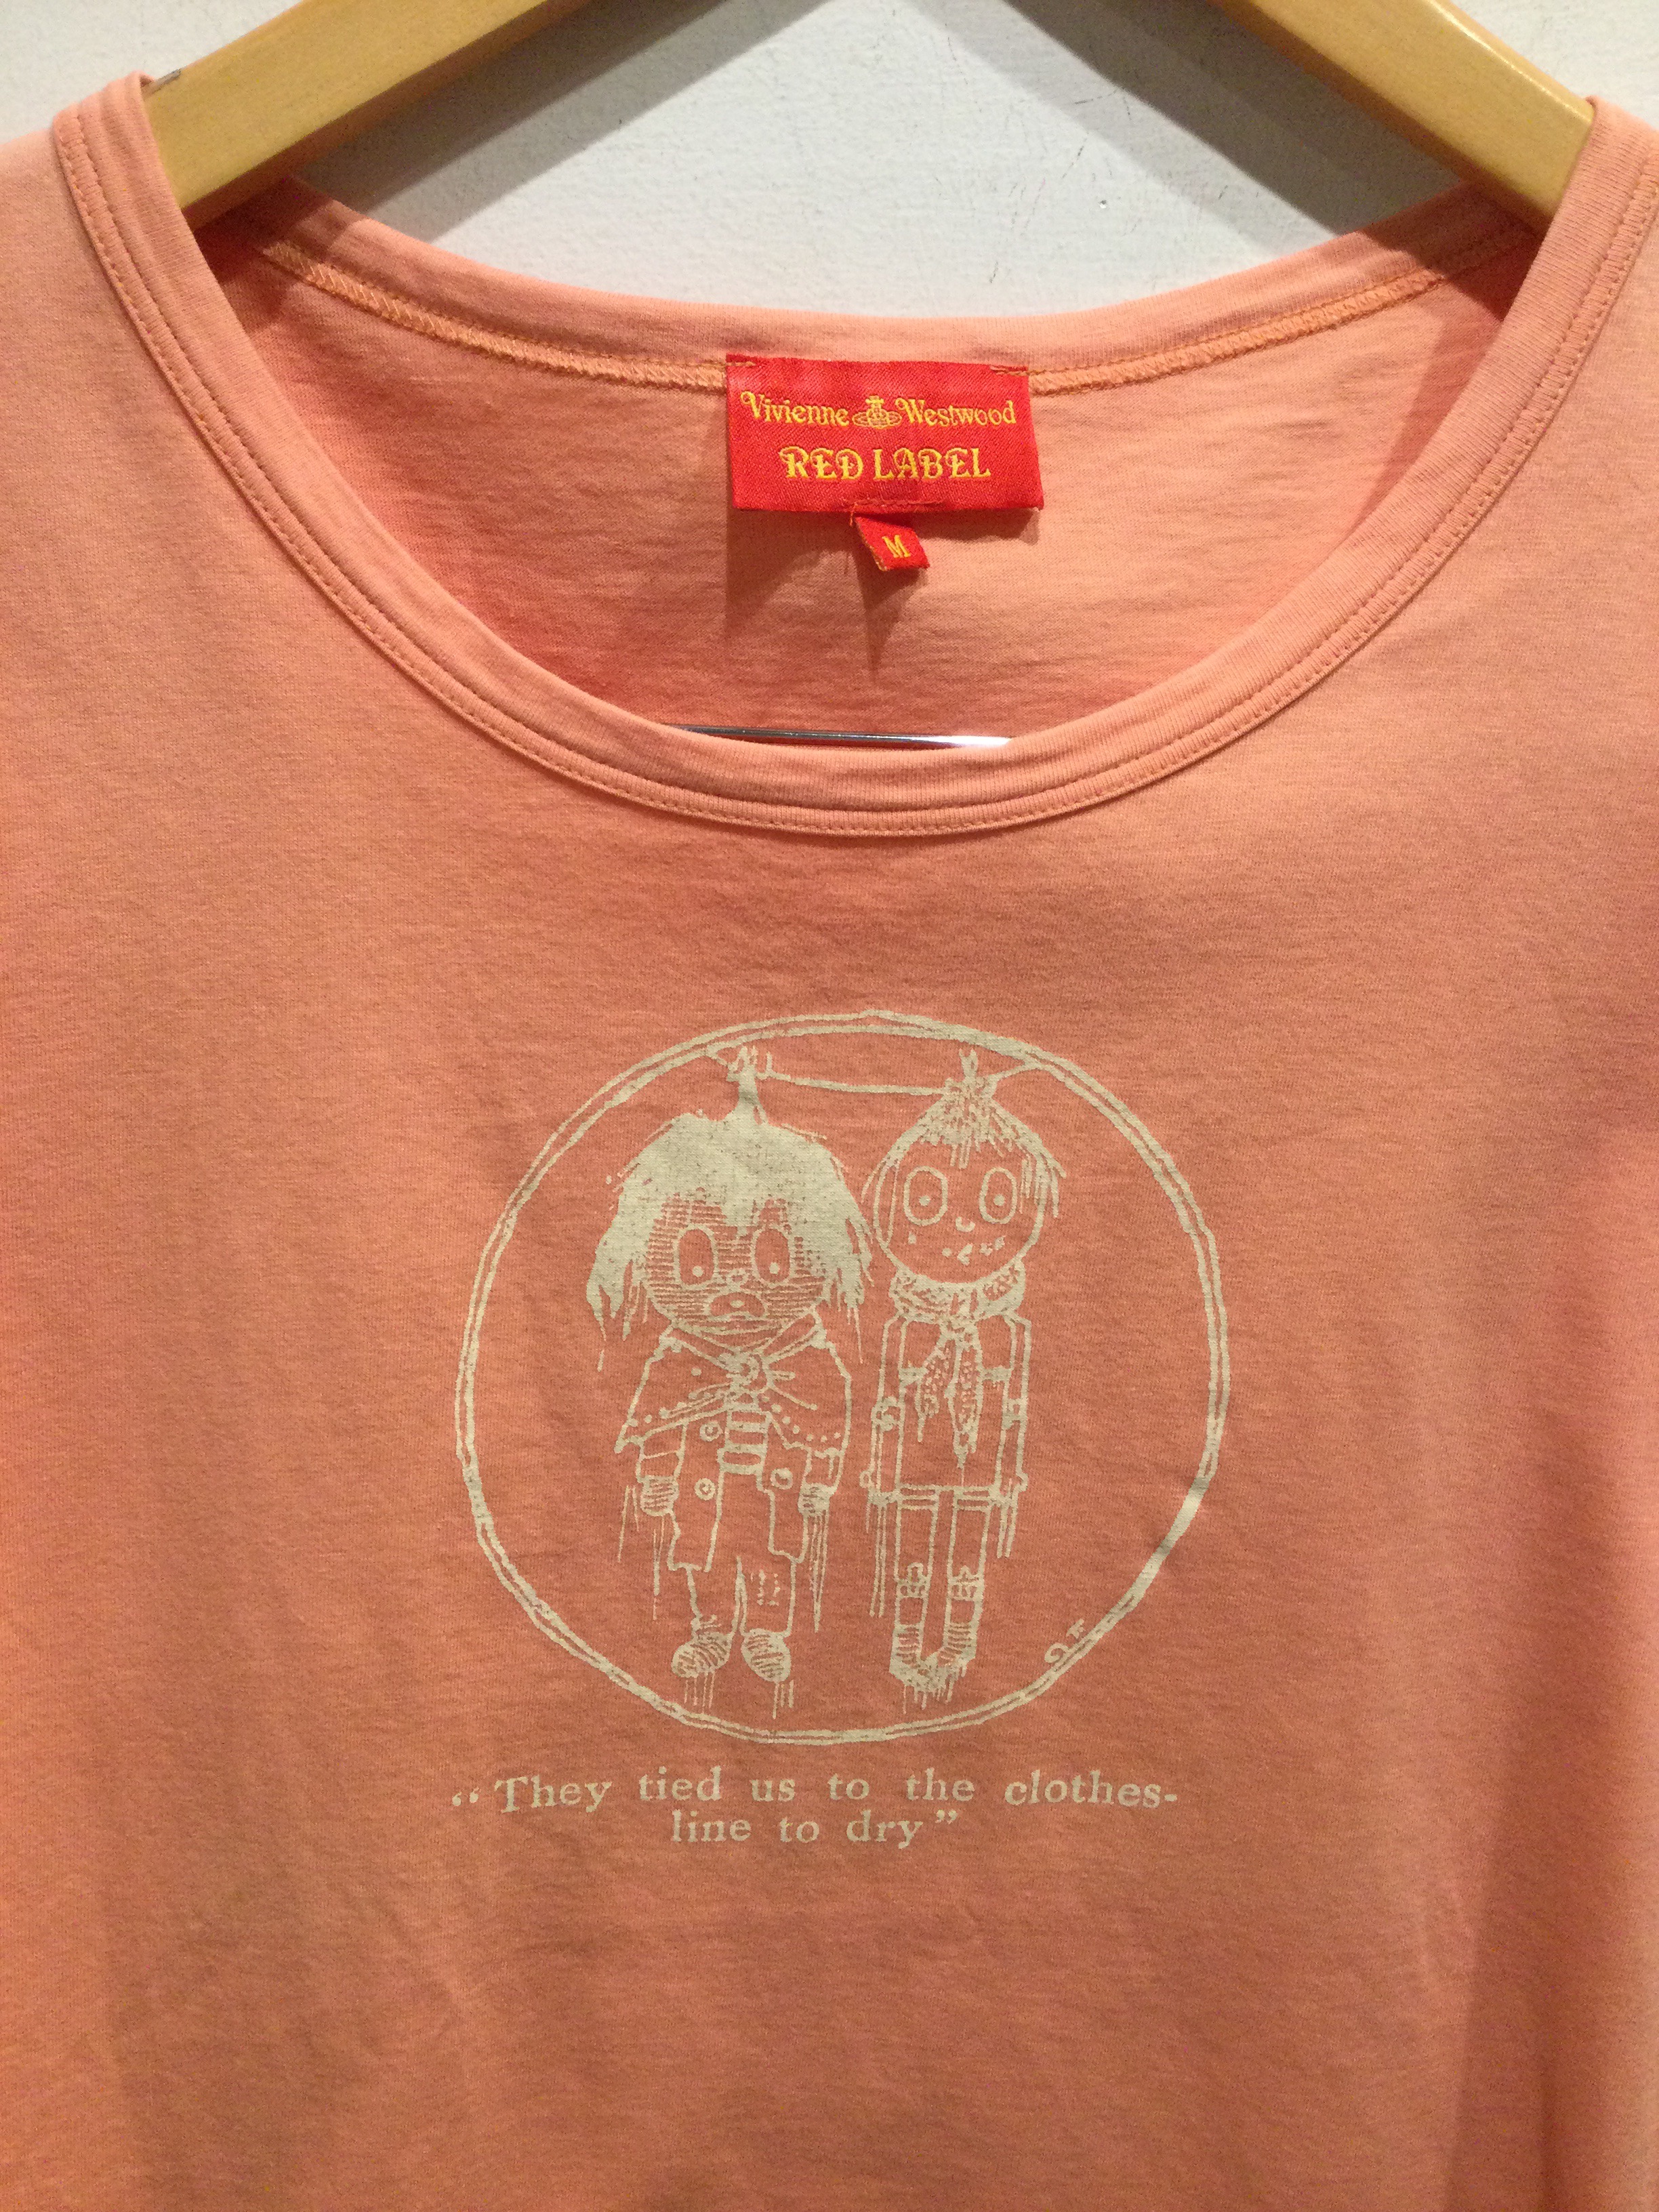 Vivienne Westwood
RED LABEL
M
“They tied us to the clothes-
line to dry”